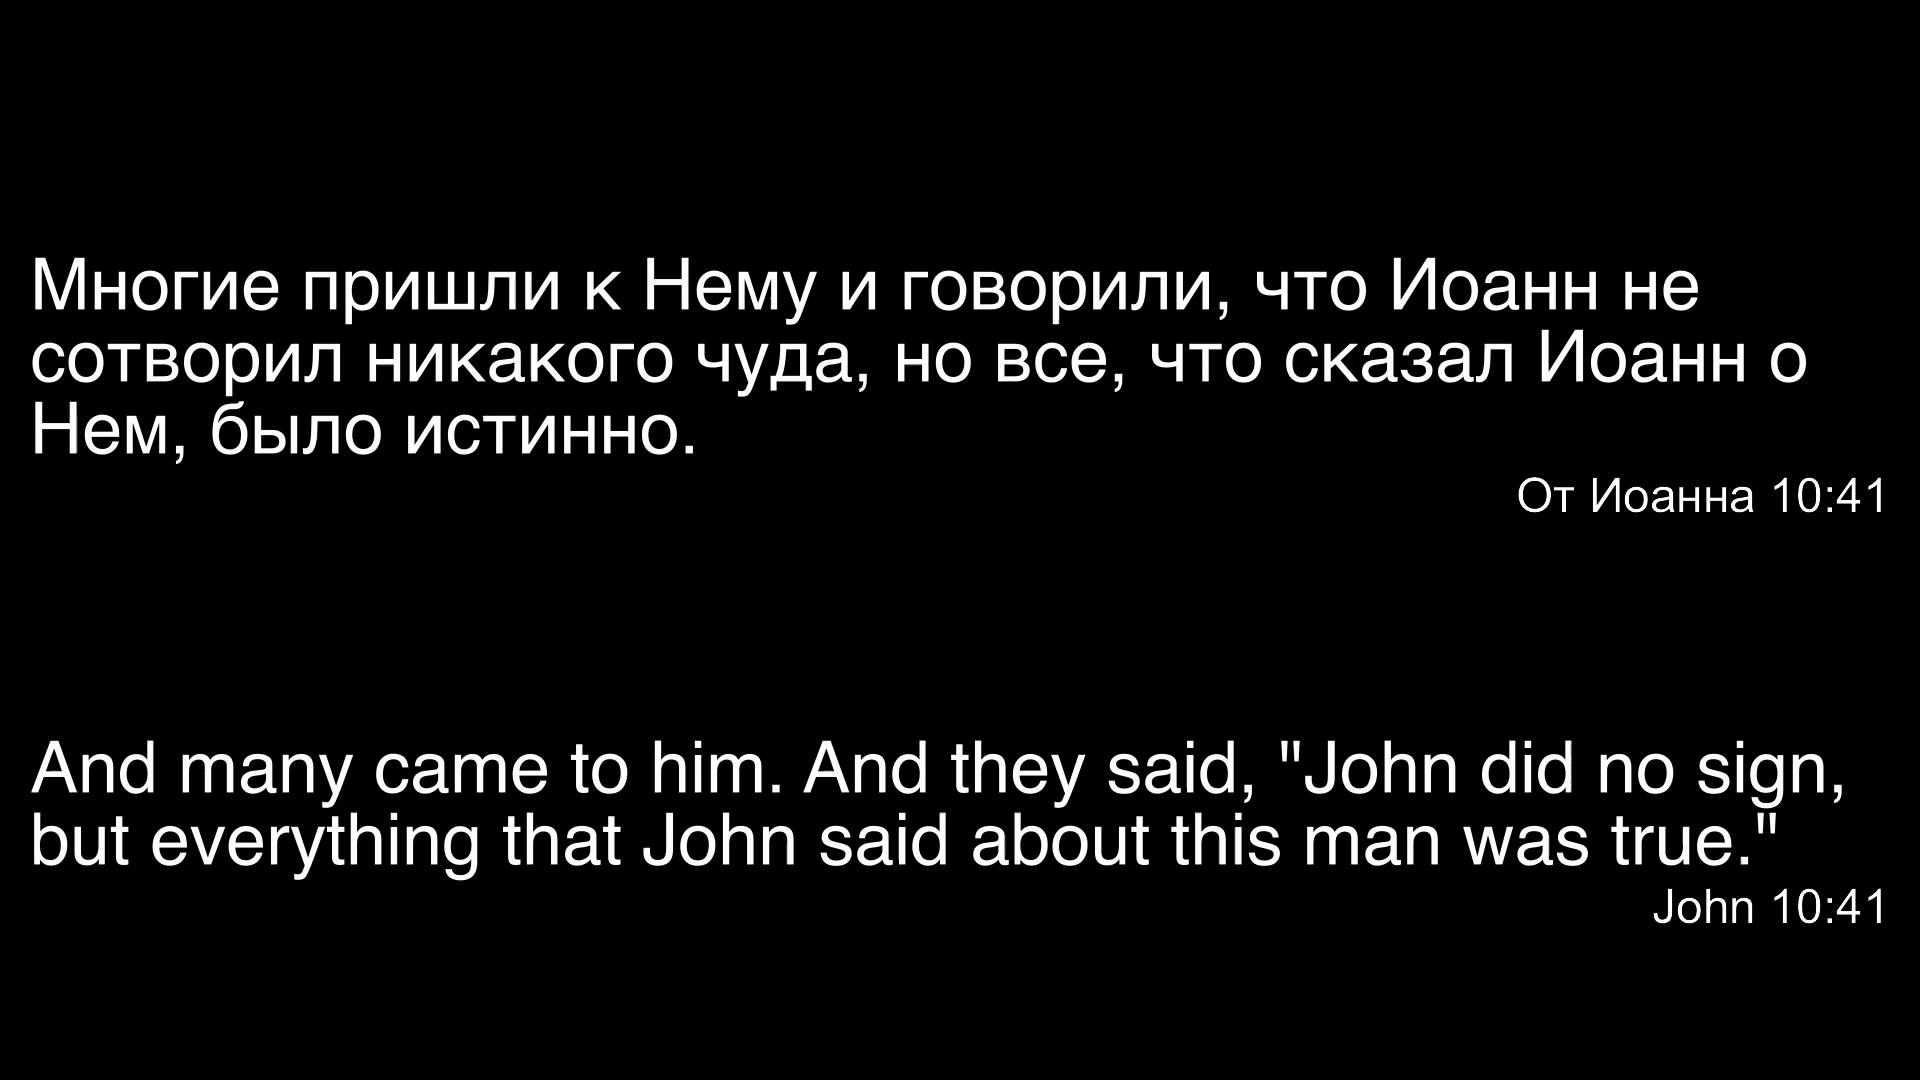 Многие пришли к Нему и говорили, что Иоанн не
сотворил никакого чуда, но все, что сказал Иоанн о
Нем, было истинно.
От Иоанна 10:41
And many came to him. And they said, "John did no sign,
but everything that John said about this man was true."
John 10:41